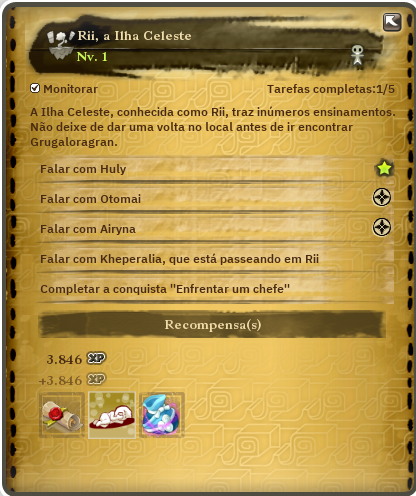 Rii, a Ilha Celeste
Nv. 1
Monitorar
Tarefas completas:1/5
A Ilha Celeste, conhecida como Rii, traz inúmeros ensinamentos.
Não deixe de dar uma volta no local antes de ir encontrar
Grugaloragran.
Falar com Huly
Falar com Otomai
Falar com Airyna
Falar com Kheperalia, que está passeando em Rii
Completar a conquista "Enfrentar um chefe"
Recompensa(s)
3.846 XP
+3.846 XP